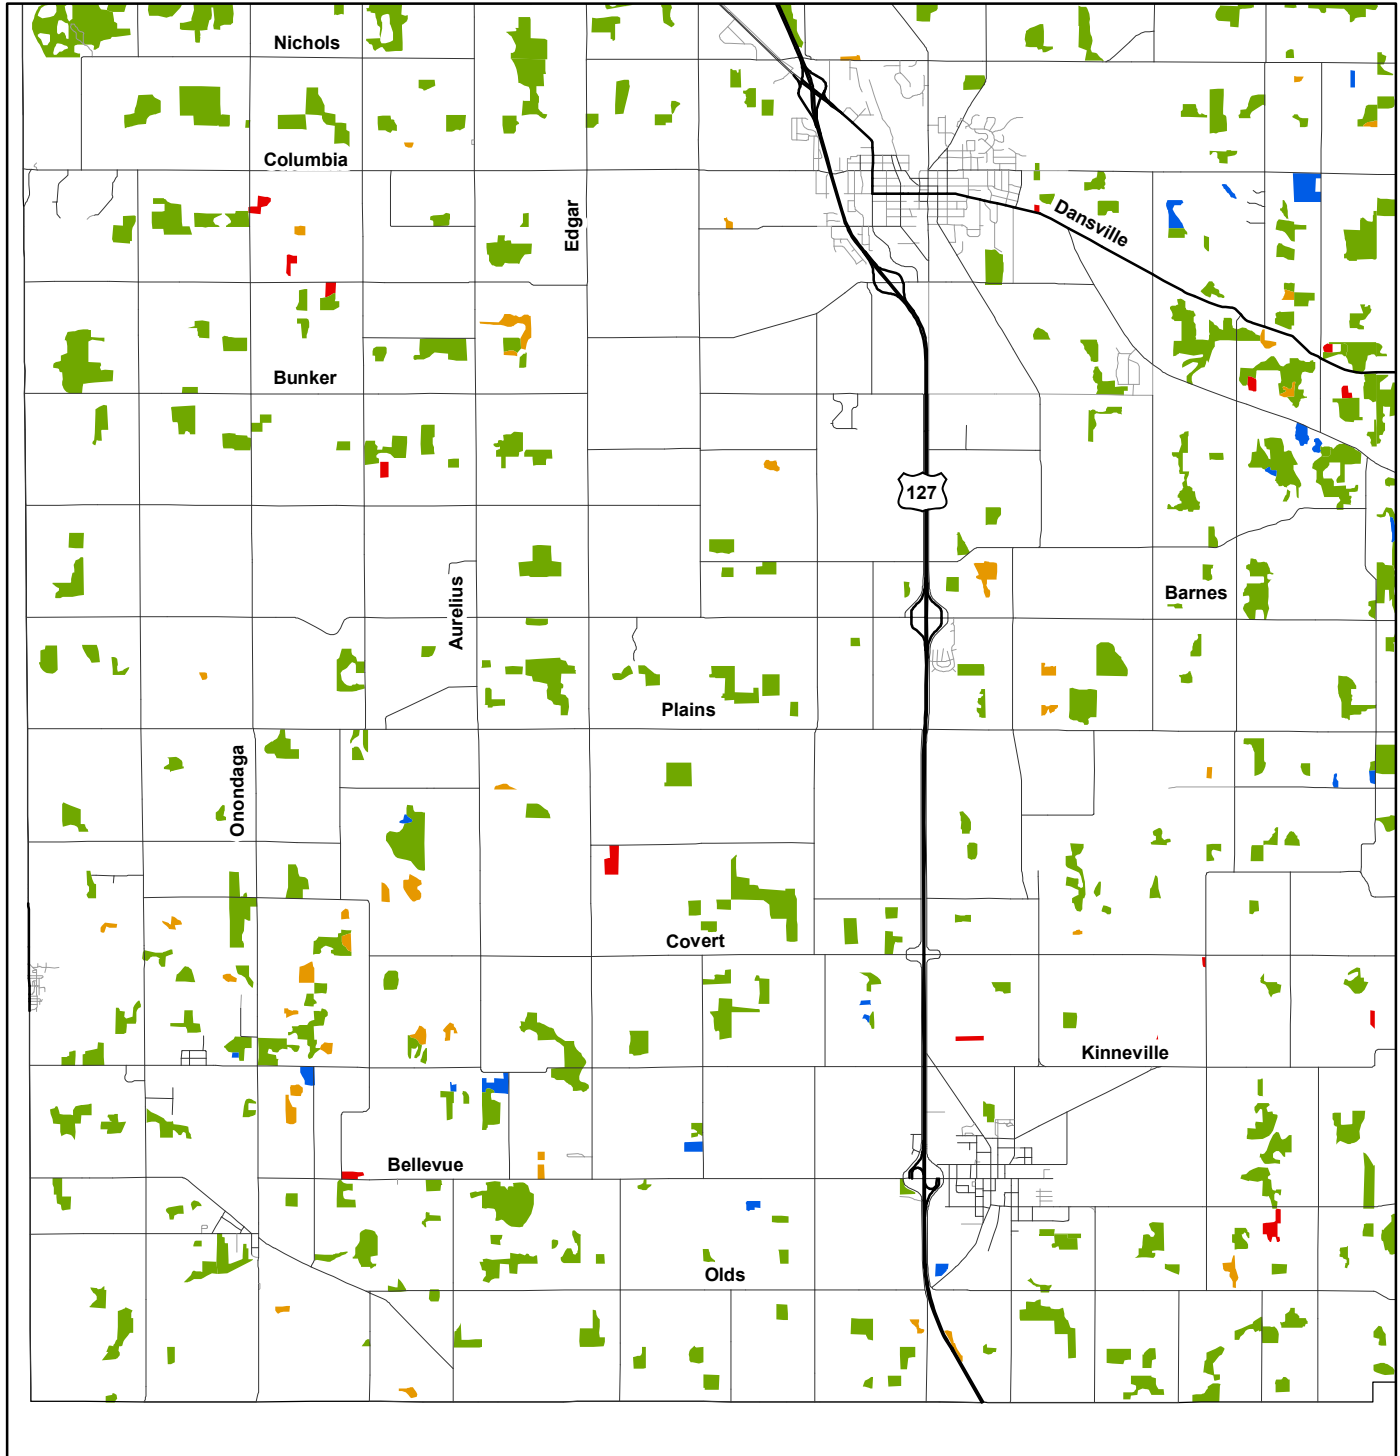 Nichols
Columbia
Edgar
Dansville
Bunker
127
Aurelius
Barnes
Plains
Onondaga
Covert
Kinneville
Bellevue
Olds